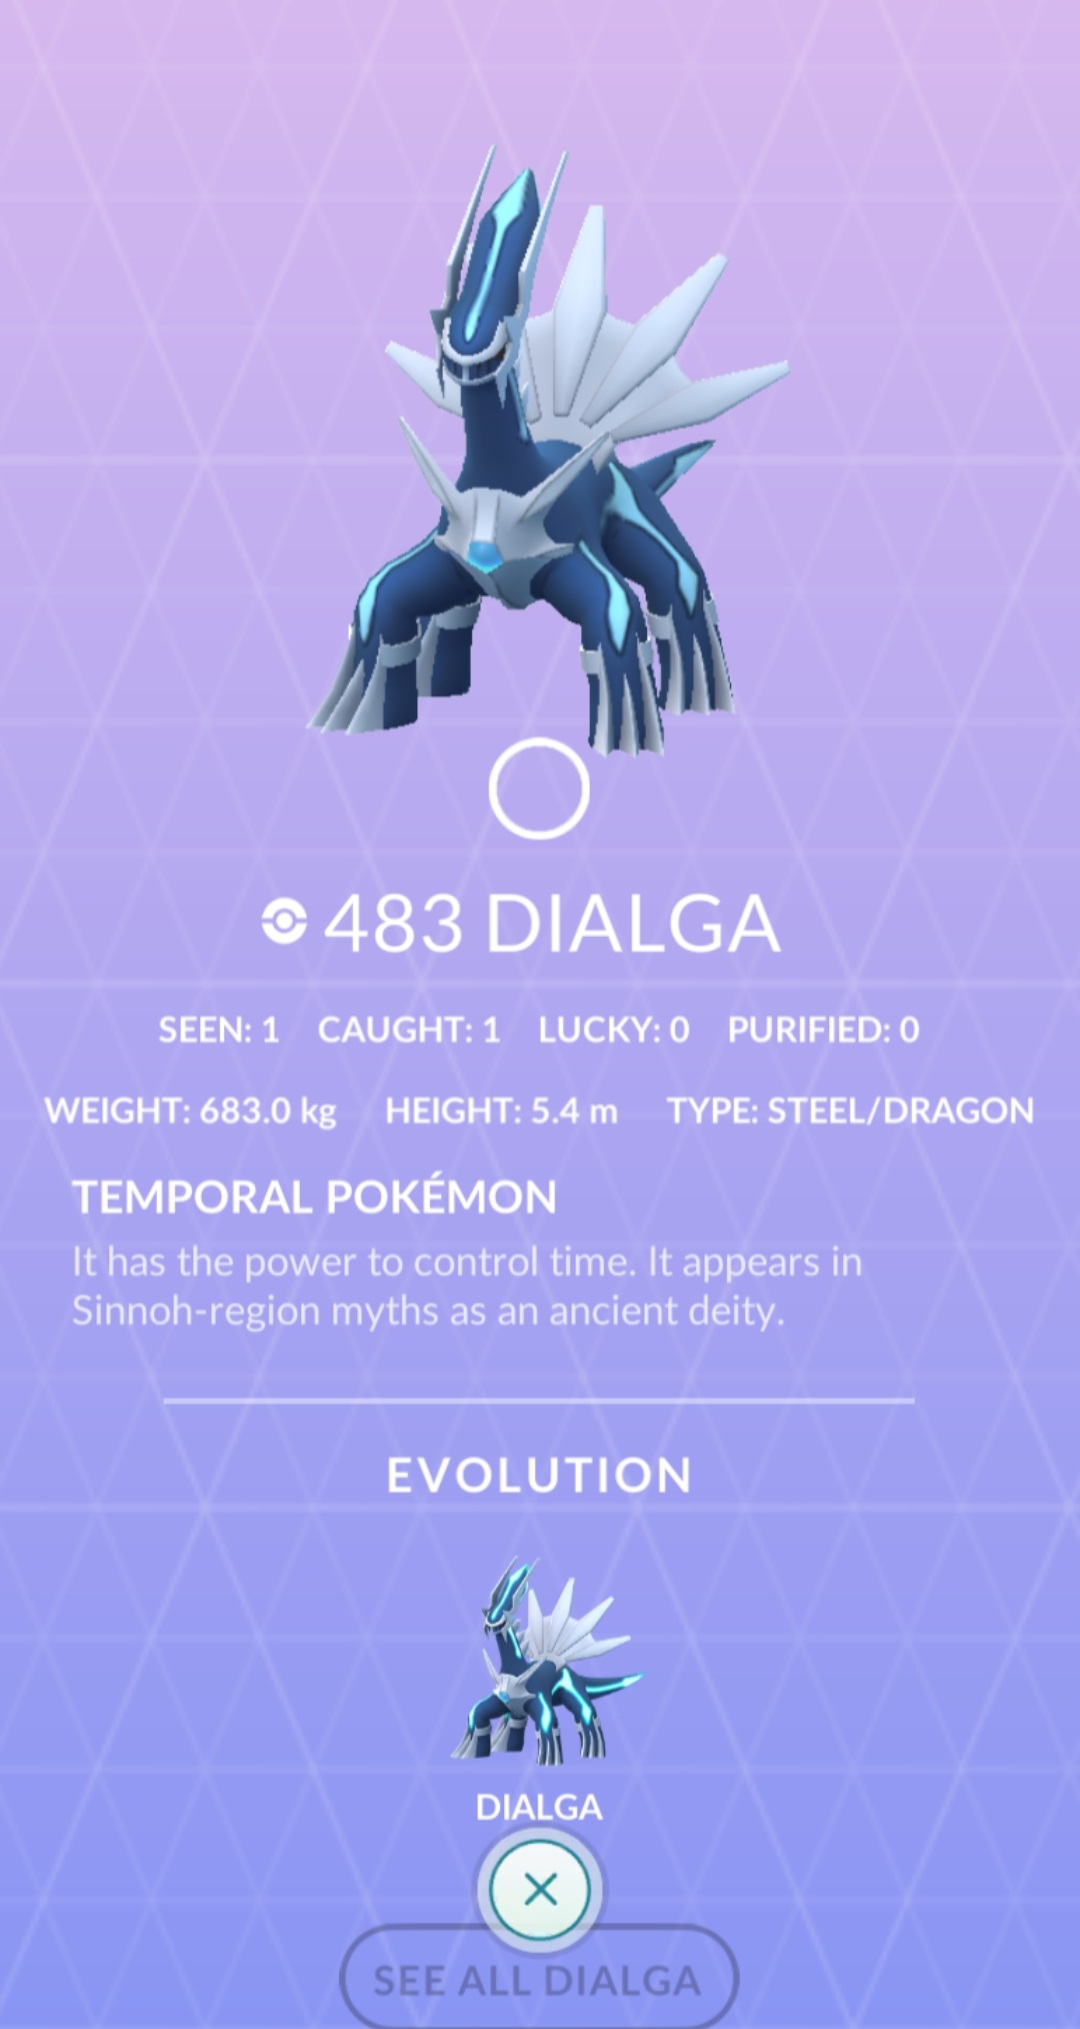 483 DIALGA
SEEN: 1 CAUGHT: 1 LUCKY: 0 PURIFIED: 0
WEIGHT: 683.0 kg HEIGHT: 5.4 m TYPE: STEEL/DRAGON
TEMPORAL POKÉMON
It has the power to control time. It appears in
Sinnoh-region myths as an ancient deity.
EVOLUTION
DIALGA
SEE ALL DIALGA